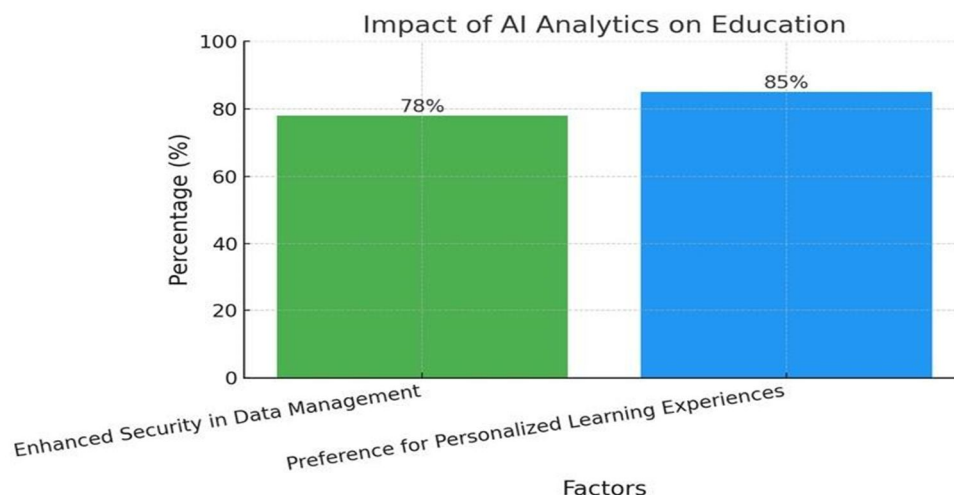 Impact of AI Analytics on Education
100
80
60
40
20
0
Percentage (%)
78%
85%
Enhanced Security in Data Management
Preference for Personalized Learning Experiences
Factors